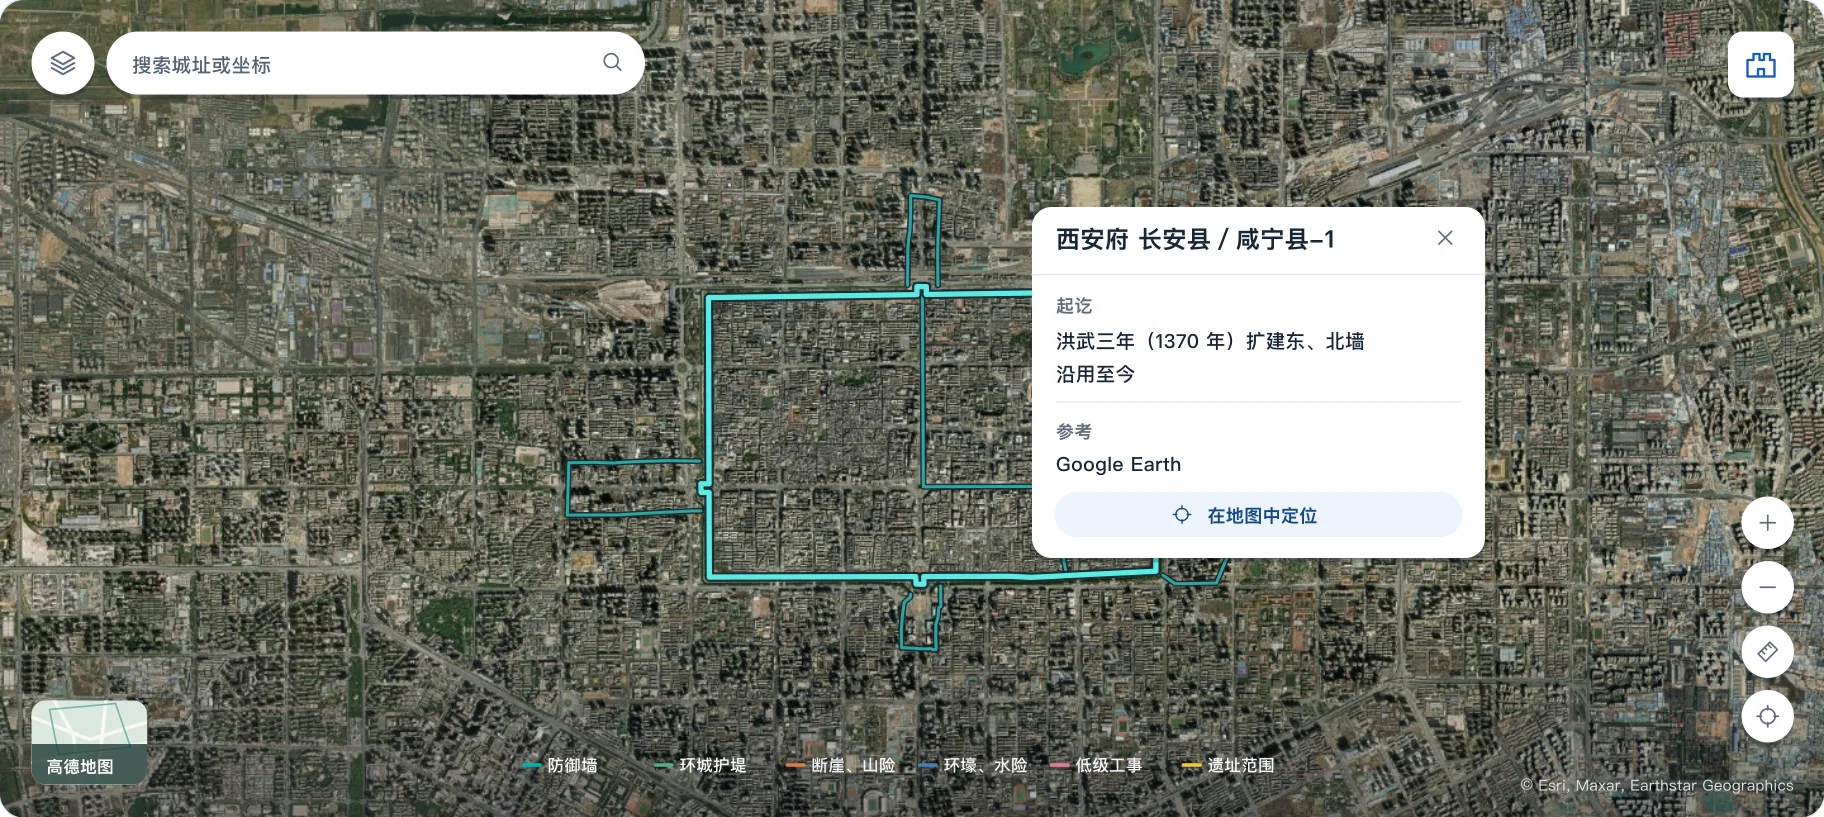 搜索城址或坐标
西安府 长安县 / 咸宁县–1
起讫
洪武三年（1370 年）扩建东、北墙
沿用至今
参考
Google Earth
在地图中定位
高德地图
防御墙
环城护堤
断崖、山险
环壕、水险
低级工事
遗址范围
© Esri, Maxar, Earthstar Geographics